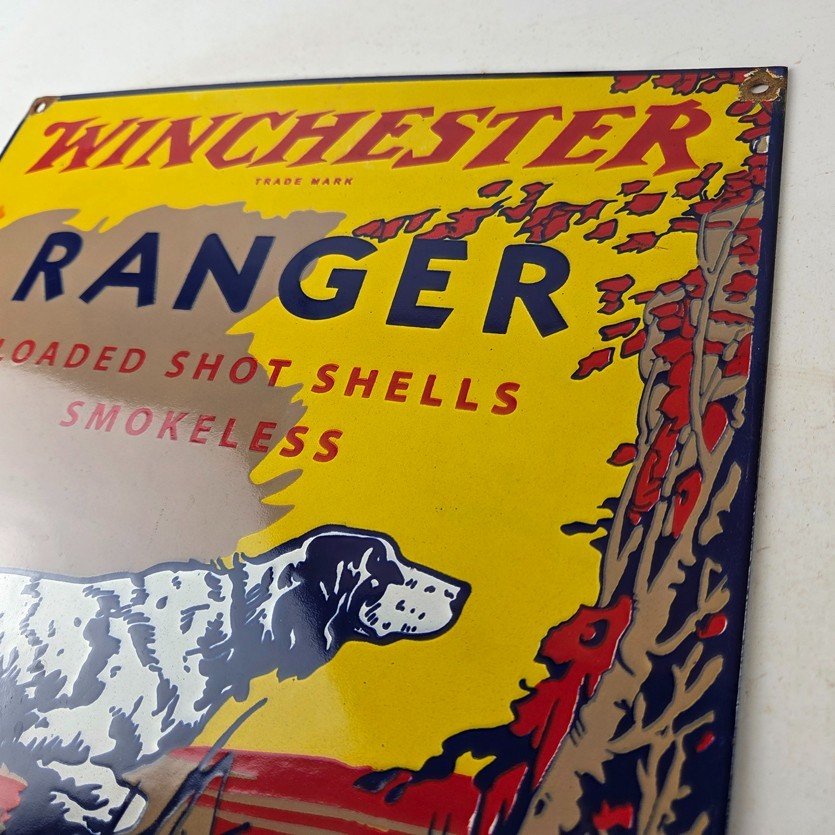 WINCHESTER
TRADE MARK
RANGER
LOADED SHOT SHELLS
SMOKELESS